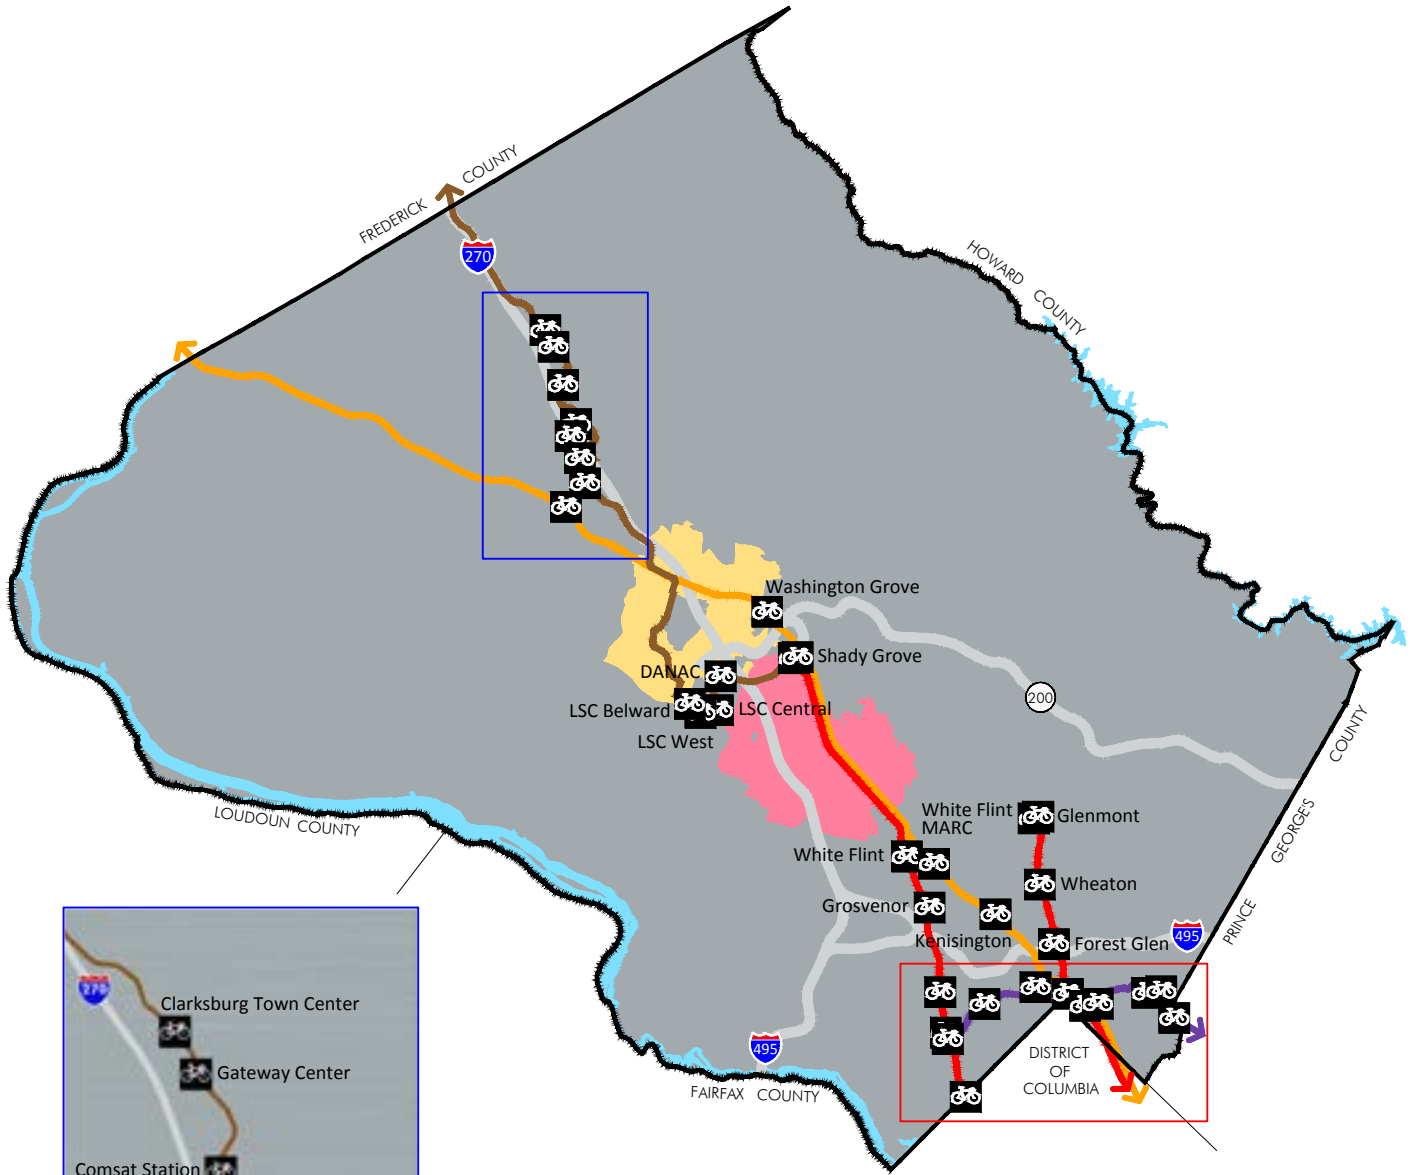 FREDERICK COUNTY
270
HOWARD COUNTY
Washington Grove
Shady Grove
DANAC
LSC Belward
LSC Central
LSC West
200
PRINCE GEORGE'S COUNTY
LOUDOUN COUNTY
White Flint
MARC
Glenmont
White Flint
Wheaton
Grosvenor
Kenisington
Forest Glen
495
495
DISTRICT
OF
COLUMBIA
FAIRFAX COUNTY
270
Clarksburg Town Center
Gateway Center
Comsat Station